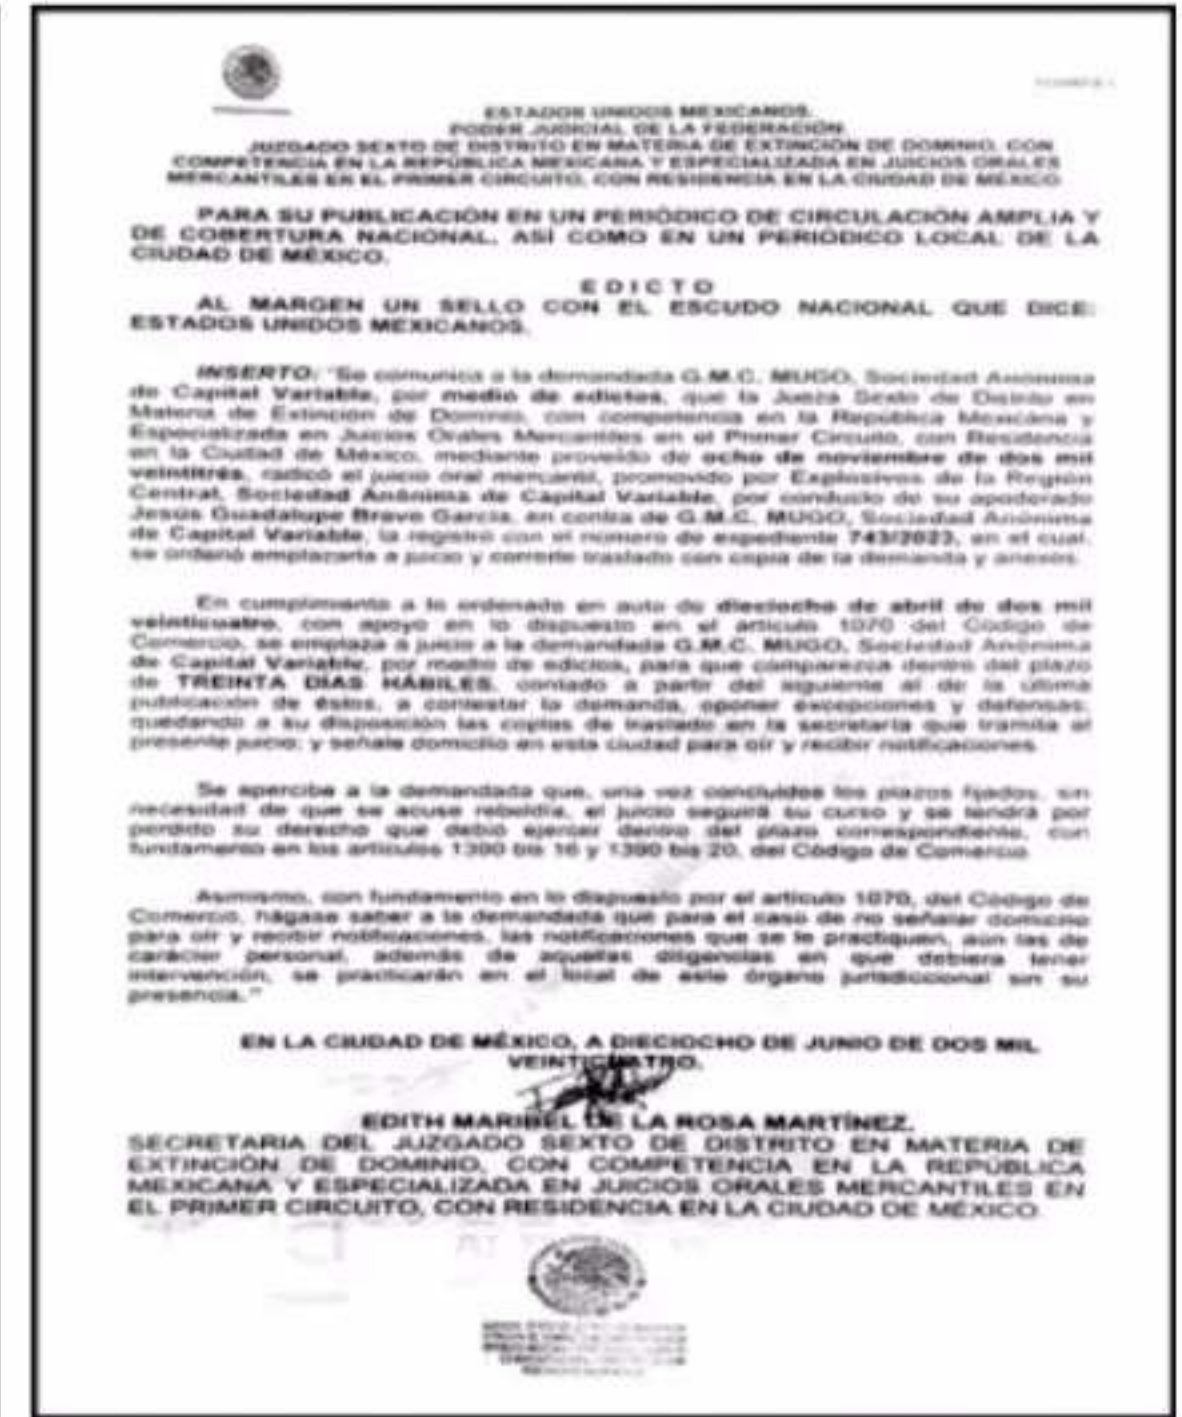 ESTADOS UNIDOS MEXICANOS.
PODER JUDICIAL DE LA FEDERACIÓN.
JUZGADO SEXTO DE DISTRITO EN MATERIA DE EXTINCIÓN DE DOMINIO, CON
COMPETENCIA EN LA REPÚBLICA MEXICANA Y ESPECIALIZADA EN JUICIOS ORALES
MERCANTILES EN EL PRIMER CIRCUITO, CON RESIDENCIA EN LA CIUDAD DE MÉXICO
PARA SU PUBLICACIÓN EN UN PERIÓDICO DE CIRCULACIÓN AMPLIA Y
DE COBERTURA NACIONAL, ASÍ COMO EN UN PERIÓDICO LOCAL DE LA
CIUDAD DE MÉXICO.
E D I C T O
AL MARGEN UN SELLO CON EL ESCUDO NACIONAL QUE DICE:
ESTADOS UNIDOS MEXICANOS.
INSERTO: "Se comunica a la demandada G.M.C. MUGO, Sociedad Anónima
de Capital Variable, por medio de edictos, que la Jueza Sexto de Distrito en
Materia de Extinción de Dominio, con competencia en la República Mexicana y
Especializada en Juicios Orales Mercantiles en el Primer Circuito, con Residencia
en la Ciudad de México, mediante proveído de ocho de noviembre de dos mil
veintitrés, radicó el juicio oral mercantil, promovido por Explosivos de la Región
Central, Sociedad Anónima de Capital Variable, por conducto de su apoderado
Jesús Guadalupe Bravo García, en contra de G.M.C. MUGO, Sociedad Anónima
de Capital Variable, la registró con el número de expediente 743/2023, en el cual,
se ordenó emplazarla a juicio y correrle traslado con copia de la demanda y anexos.
En cumplimiento a lo ordenado en auto de dieciocho de abril de dos mil
veinticuatro, con apoyo en lo dispuesto en el artículo 1070 del Código de
Comercio, se emplaza a juicio a la demandada G.M.C. MUGO, Sociedad Anónima
de Capital Variable, por medio de edictos, para que comparezca dentro del plazo
de TREINTA DÍAS HÁBILES, contado a partir del siguiente al de la última
publicación de éstos, a contestar la demanda, oponer excepciones y defensas;
quedando a su disposición las copias de traslado en la secretaría que tramita el
presente juicio; y señale domicilio en esta ciudad para oír y recibir notificaciones.
Se apercibe a la demandada que, una vez concluidos los plazos fijados, sin
necesidad de que se acuse rebeldía, el juicio seguirá su curso y se tendrá por
perdido su derecho que debió ejercer dentro del plazo correspondiente, con
fundamento en los artículos 1390 bis 16 y 1390 bis 20, del Código de Comercio.
Asimismo, con fundamento en lo dispuesto por el artículo 1070, del Código de
Comercio, hágase saber a la demandada que para el caso de no señalar domicilio
para oír y recibir notificaciones, las notificaciones que se le practiquen, aún las de
carácter personal, además de aquellas diligencias en que debiera tener
intervención, se practicarán en el local de este órgano jurisdiccional sin su
presencia."
EN LA CIUDAD DE MÉXICO, A DIECIOCHO DE JUNIO DE DOS MIL
VEINTICUATRO.
EDITH MARIBEL DE LA ROSA MARTÍNEZ.
SECRETARIA DEL JUZGADO SEXTO DE DISTRITO EN MATERIA DE
EXTINCIÓN DE DOMINIO, CON COMPETENCIA EN LA REPÚBLICA
MEXICANA Y ESPECIALIZADA EN JUICIOS ORALES MERCANTILES EN
EL PRIMER CIRCUITO, CON RESIDENCIA EN LA CIUDAD DE MÉXICO.